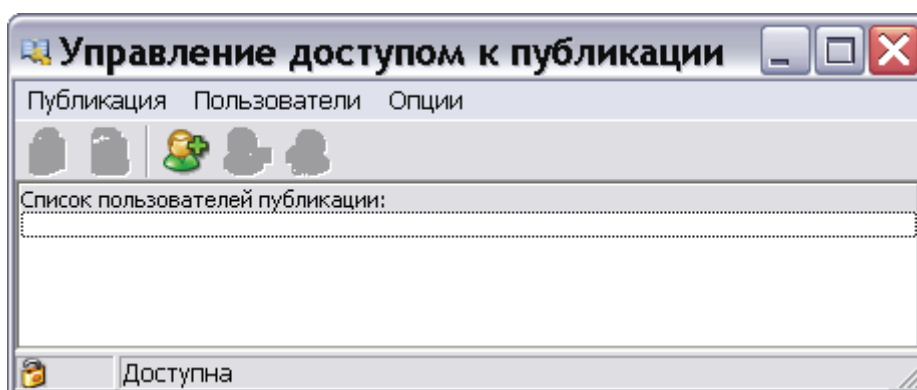 Управление доступом к публикации
Публикация Пользователи Опции
Список пользователей публикации:
Доступна